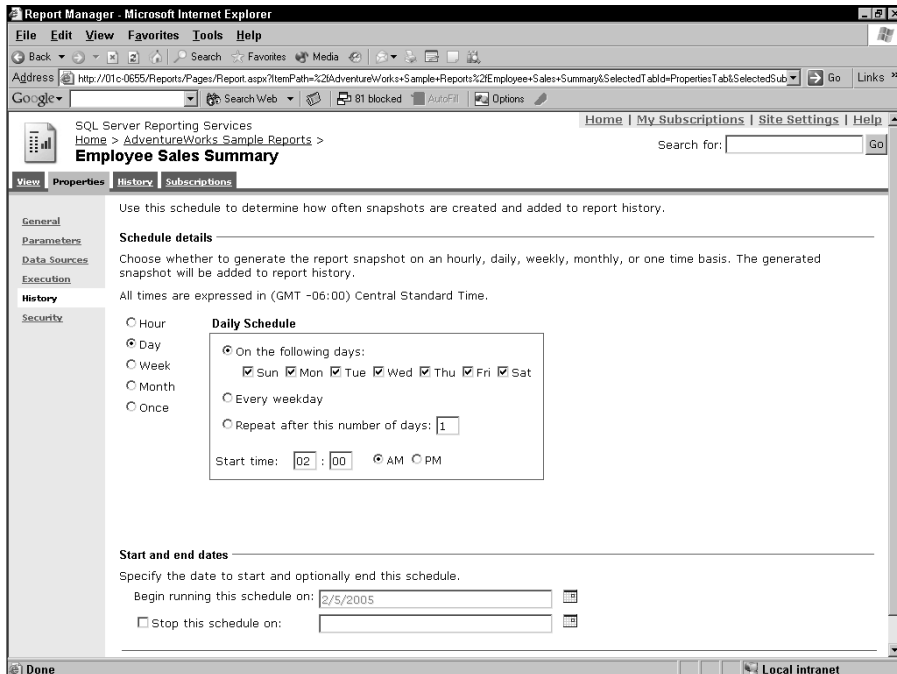 Report Manager - Microsoft Internet Explorer
File Edit View Favorites Tools Help
Back Search Favorites Media
Address http://01c-0655/Reports/Pages/Report.aspx?ItemPath=%2fAdventureWorks+Sample+Reports%2fEmployee+Sales+Summary&SelectedTabId=PropertiesTab&SelectedSub Go Links »
Google Search Web 81 blocked AutoFill Options
SQL Server Reporting Services
Home | My Subscriptions | Site Settings | Help
Home > AdventureWorks Sample Reports >
Employee Sales Summary
Search for: Go
View Properties History Subscriptions
General
Parameters
Data Sources
Execution
History
Security
Use this schedule to determine how often snapshots are created and added to report history.
Schedule details
Choose whether to generate the report snapshot on an hourly, daily, weekly, monthly, or one time basis. The generated
snapshot will be added to report history.
All times are expressed in (GMT -06:00) Central Standard Time.
Hour
Day
Week
Month
Once
Daily Schedule
On the following days:
Sun Mon Tue Wed Thu Fri Sat
Every weekday
Repeat after this number of days: 1
Start time: 02 : 00 AM PM
Start and end dates
Specify the date to start and optionally end this schedule.
Begin running this schedule on: 2/5/2005
Stop this schedule on:
Done Local intranet